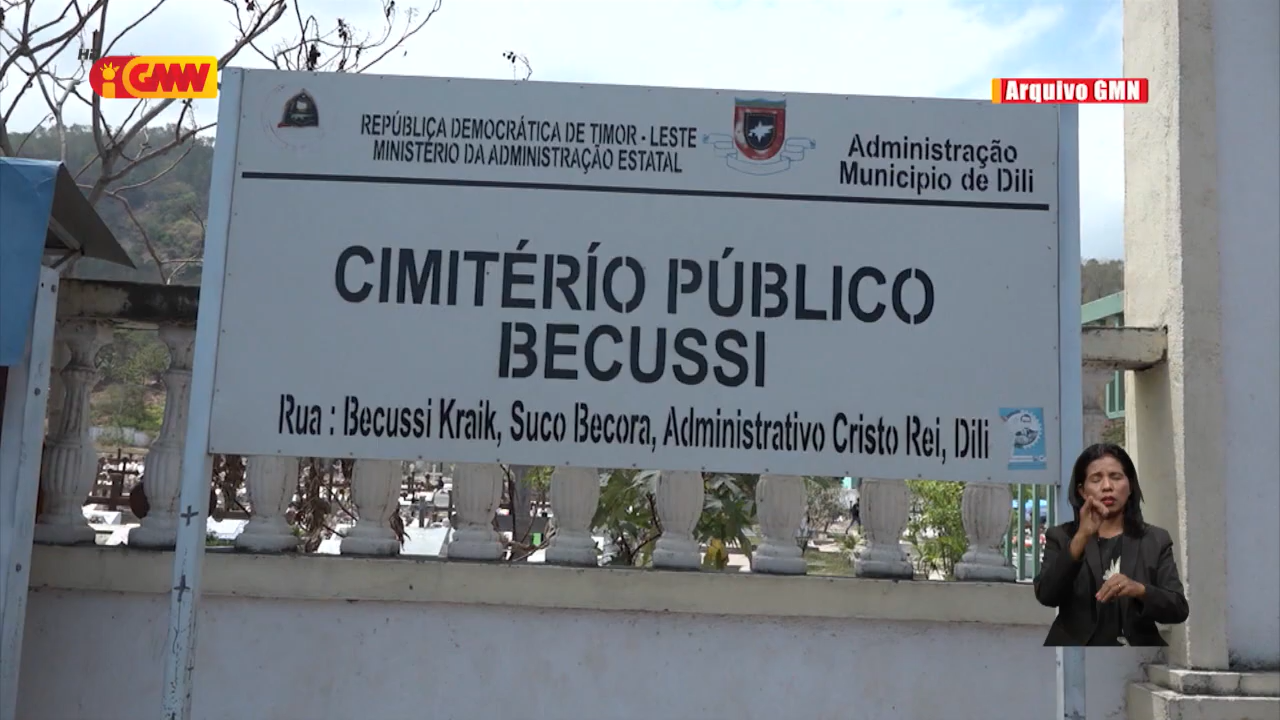 Hi
GMN
Arquivo GMN
REPÚBLICA DEMOCRÁTICA DE TIMOR - LESTE
MINISTÉRIO DA ADMINISTRAÇÃO ESTATAL
Administração
Municipio de Dili
CIMITÉRÍO PÚBLICO
BECUSSI
Rua : Becussi Kraik, Suco Becora, Administrativo Cristo Rei, Dili